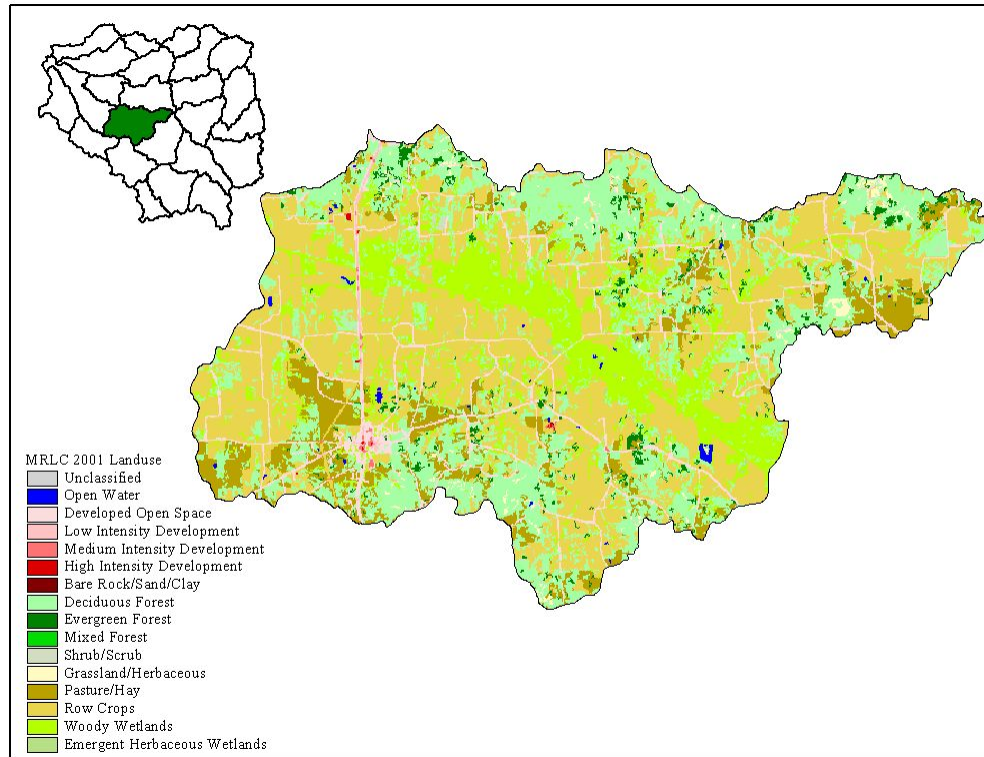 MRLC 2001 Landuse
Unclassified
Open Water
Developed Open Space
Low Intensity Development
Medium Intensity Development
High Intensity Development
Bare Rock/Sand/Clay
Deciduous Forest
Evergreen Forest
Mixed Forest
Shrub/Scrub
Grassland/Herbaceous
Pasture/Hay
Row Crops
Woody Wetlands
Emergent Herbaceous Wetlands